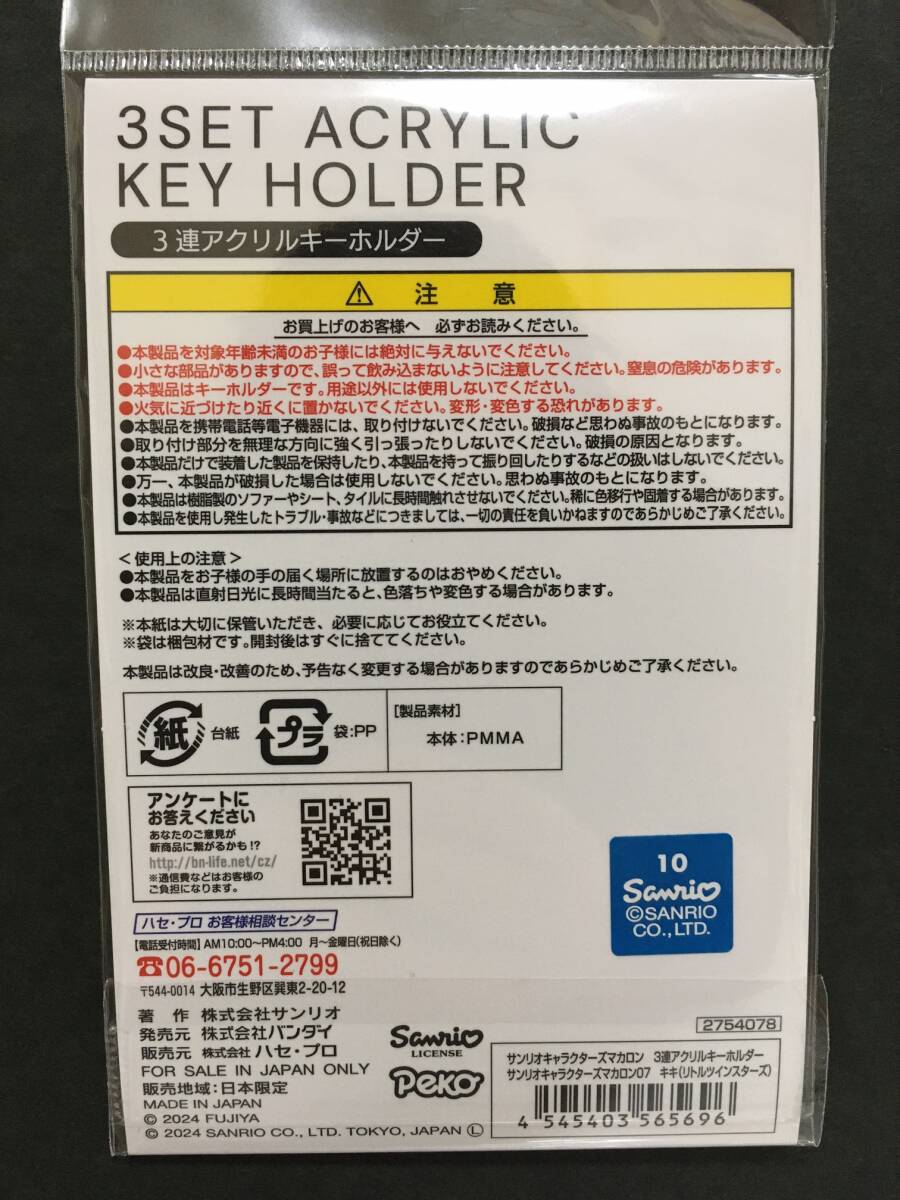 3SET ACRYLIC
KEY HOLDER
3連アクリルキーホルダー
注意
お買上げのお客様へ 必ずお読みください。
●本製品を対象年齢未満のお子様には絶対に与えないでください。
●小さな部品がありますので、誤って飲み込まないように注意してください。窒息の危険があります。
●本製品はキーホルダーです。用途以外には使用しないでください。
●火気に近づけたり近くに置かないでください。変形・変色する恐れがあります。
●本製品を携帯電話等電子機器には、取り付けないでください。破損など思わぬ事故のもとになります。
●取り付け部分を無理な方向に強く引っ張ったりしないでください。破損の原因となります。
●本製品だけで装着した製品を保持したり、本製品を持って振り回したりするなどの扱いはしないでください。
●万一、本製品が破損した場合は使用しないでください。思わぬ事故のもとになります。
●本製品は樹脂製のソファーやシート、タイルに長時間触れさせないでください。稀に色移行や固着する場合があります。
●本製品を使用し発生したトラブル・事故などにつきましては、一切の責任を負いかねますのであらかじめご了承ください。
<使用上の注意>
●本製品をお子様の手の届く場所に放置するのはおやめください。
●本製品は直射日光に長時間当たると、色落ちや変色する場合があります。
※本紙は大切に保管いただき、必要に応じてお役立てください。
※袋は梱包材です。開封後はすぐに捨ててください。
本製品は改良・改善のため、予告なく変更する場合がありますのであらかじめご了承ください。
紙 台紙 プラ 袋:PP
[製品素材]
本体:PMMA
アンケートに
お答えください
あなたのご意見が
新商品に繋がるかも!?
http://bn-life.net/cz/
※通信費などはお客様の
ご負担になります。
10
Sanrio
©SANRIO
CO.,LTD.
ハセ・プロ お客様相談センター
【電話受付時間】AM10:00〜PM4:00 月〜金曜日(祝日除く)
☎06-6751-2799
〒544-0014 大阪市生野区巽東2-20-12
著作 株式会社サンリオ
発売元 株式会社バンダイ
販売元 株式会社 ハセ・プロ
FOR SALE IN JAPAN ONLY
販売地域:日本限定
MADE IN JAPAN
© 2024 FUJIYA
© 2024 SANRIO CO., LTD. TOKYO, JAPAN Ⓛ
Sanrio
LICENSE
PeKo
2754078
サンリオキャラクターズマカロン 3連アクリルキーホルダー
サンリオキャラクターズマカロン07 キキ(リトルツインスターズ)
4 545403 565696